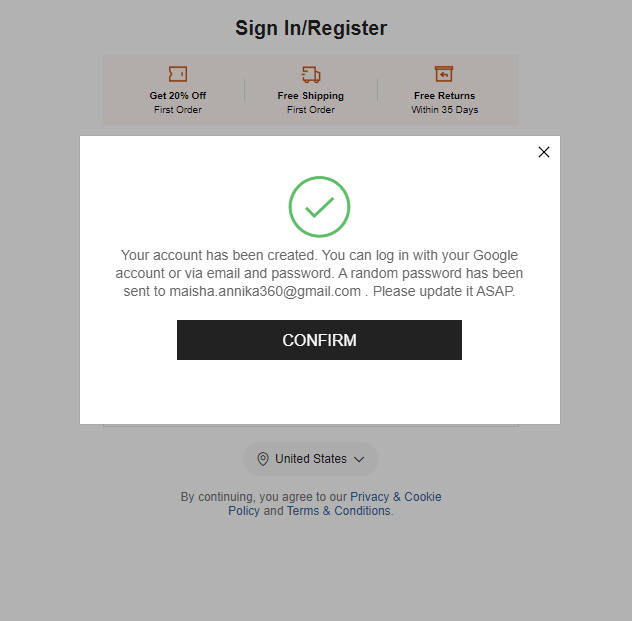 Sign In/Register
Get 20% Off
First Order
Free Shipping
First Order
Free Returns
Within 35 Days
Your account has been created. You can log in with your Google
account or via email and password. A random password has been
sent to maisha.annika360@gmail.com . Please update it ASAP.
CONFIRM
United States
By continuing, you agree to our Privacy & Cookie
Policy and Terms & Conditions.